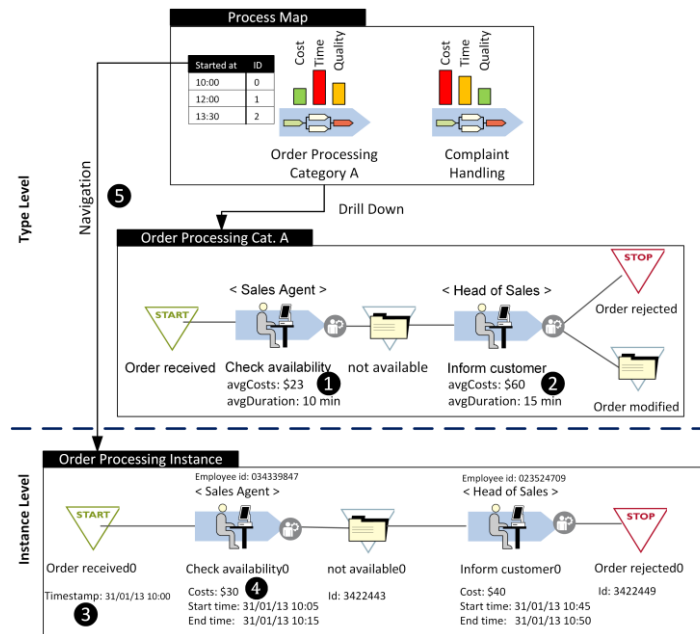 Process Map
Started at ID
10:00 0
12:00 1
13:30 2
Cost Time Quality
Cost Time Quality
Order Processing
Category A
Complaint
Handling
Type Level
Navigation
5
Drill Down
Order Processing Cat. A
START
Order received
< Sales Agent >
Check availability
avgCosts: $23
avgDuration: 10 min
1
not available
< Head of Sales >
Inform customer
avgCosts: $60
avgDuration: 15 min
2
STOP
Order rejected
Order modified
Instance Level
Order Processing Instance
START
Order received0
Timestamp: 31/01/13 10:00
3
Employee id: 034339847
< Sales Agent >
Check availability0
Costs: $30
4
Start time: 31/01/13 10:05
End time: 31/01/13 10:15
not available0
Id: 3422443
Employee id: 023524709
< Head of Sales >
Inform customer0
Cost: $40
Start time: 31/01/13 10:45
End time: 31/01/13 10:50
STOP
Order rejected0
Id: 3422449